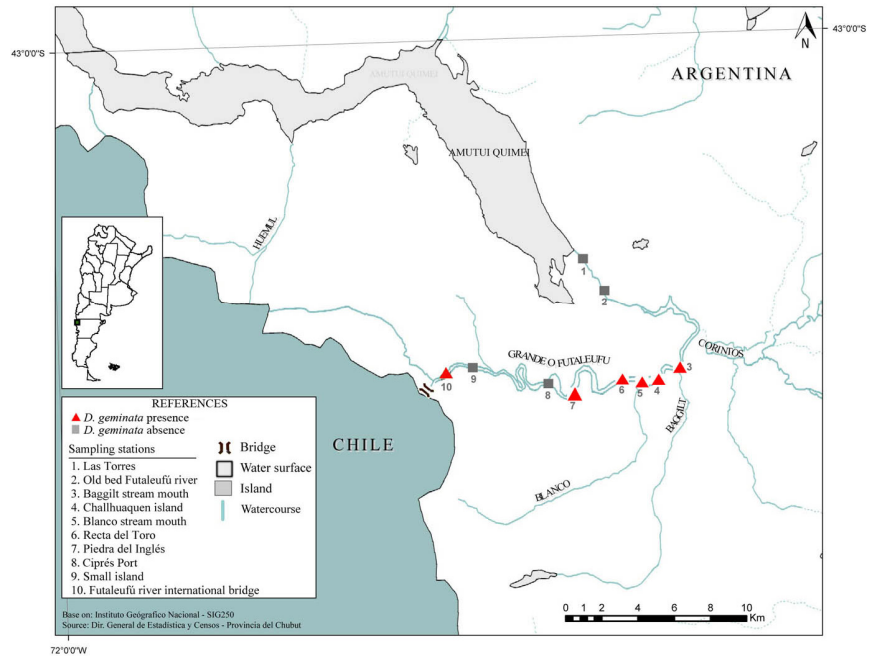 43°0'0"S
43°0'0"S
N
AMUTUI QUIMEI
ARGENTINA
AMUTUI QUIMEI
HUEMUL
1
2
CORINTOS
GRANDE O FUTALEUFU
10
9
8
7
6
5
4
3
BAGGILT
CHILE
BLANCO
REFERENCES
D. geminata presence
D. geminata absence
Sampling stations
1. Las Torres
2. Old bed Futaleufú river
3. Baggilt stream mouth
4. Challhuaquen island
5. Blanco stream mouth
6. Recta del Toro
7. Piedra del Inglés
8. Ciprés Port
9. Small island
10. Futaleufú river international bridge
Bridge
Water surface
Island
Watercourse
Base on: Instituto Geógrafico Nacional - SIG250
Source: Dir. General de Estadística y Censos - Provincia del Chubut
0 1 2 4 6 8 10
Km
72°0'0"W